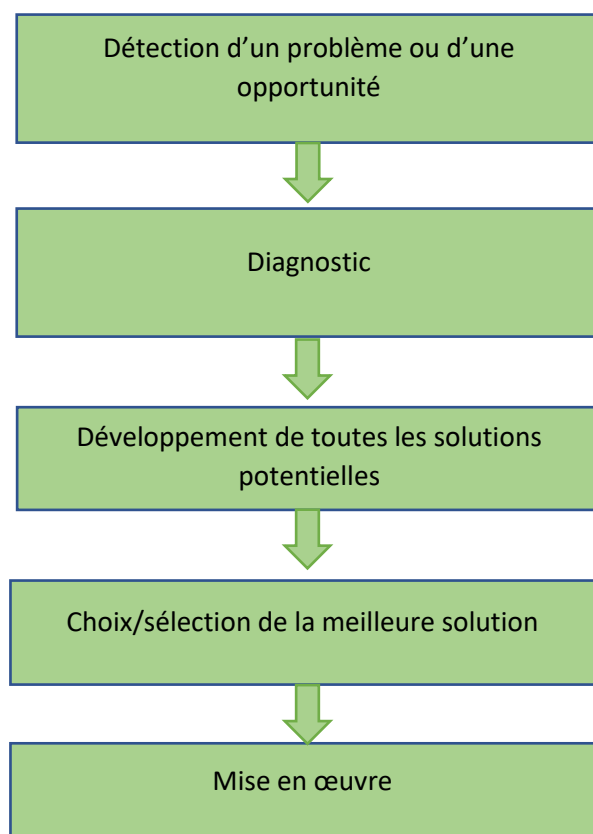 Détection d’un problème ou d’une
opportunité
Diagnostic
Développement de toutes les solutions
potentielles
Choix/sélection de la meilleure solution
Mise en œuvre